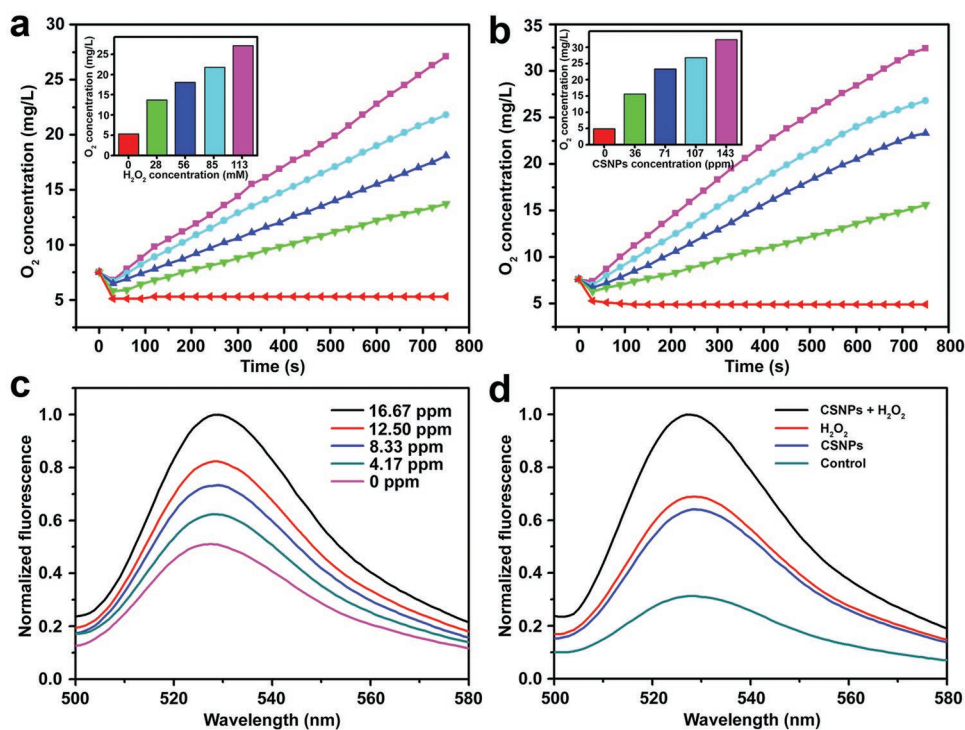 a
O₂ concentration (mg/L)
30
25
20
15
10
5
0 100 200 300 400 500 600 700 800
Time (s)
O₂ concentration (mg/L)
25
20
15
10
5
0
0 28 56 85 113
H₂O₂ concentration (mM)
b
O₂ concentration (mg/L)
35
30
25
20
15
10
5
0
0 100 200 300 400 500 600 700 800
Time (s)
O₂ concentration (mg/L)
30
25
20
15
10
5
0
0 36 71 107 143
CSNPs concentration (ppm)
c
Normalized fluorescence
1.0
0.8
0.6
0.4
0.2
0.0
500 520 540 560 580
Wavelength (nm)
16.67 ppm
12.50 ppm
8.33 ppm
4.17 ppm
0 ppm
d
Normalized fluorescence
1.0
0.8
0.6
0.4
0.2
0.0
500 520 540 560 580
Wavelength (nm)
CSNPs + H₂O₂
H₂O₂
CSNPs
Control